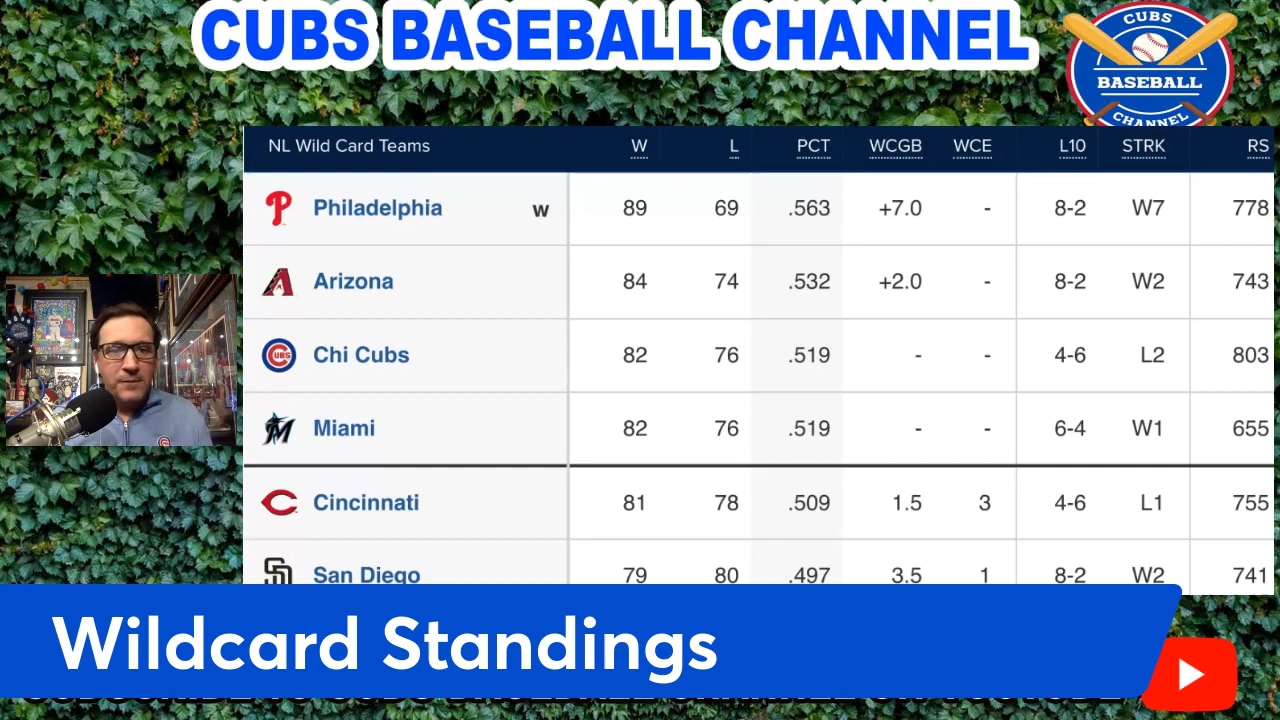 CUBS BASEBALL CHANNEL
CUBS
BASEBALL
CHANNEL
NL Wild Card Teams W L PCT WCGB WCE L10 STRK RS
Philadelphia w 89 69 .563 +7.0 - 8-2 W7 778
Arizona 84 74 .532 +2.0 - 8-2 W2 743
CUBS Chi Cubs 82 76 .519 - - 4-6 L2 803
Miami 82 76 .519 - - 6-4 W1 655
Cincinnati 81 78 .509 1.5 3 4-6 L1 755
San Diego 79 80 .497 3.5 1 8-2 W2 741
Wildcard Standings